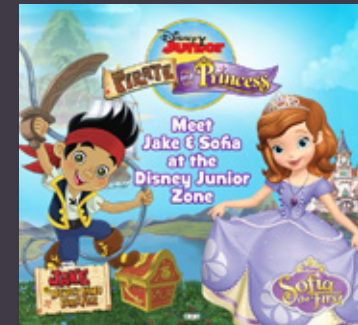 Disney
Junior
PIRATE and Princess
Meet
Jake & Sofia
at the
Disney Junior
Zone
JAKE
Sofia
the First